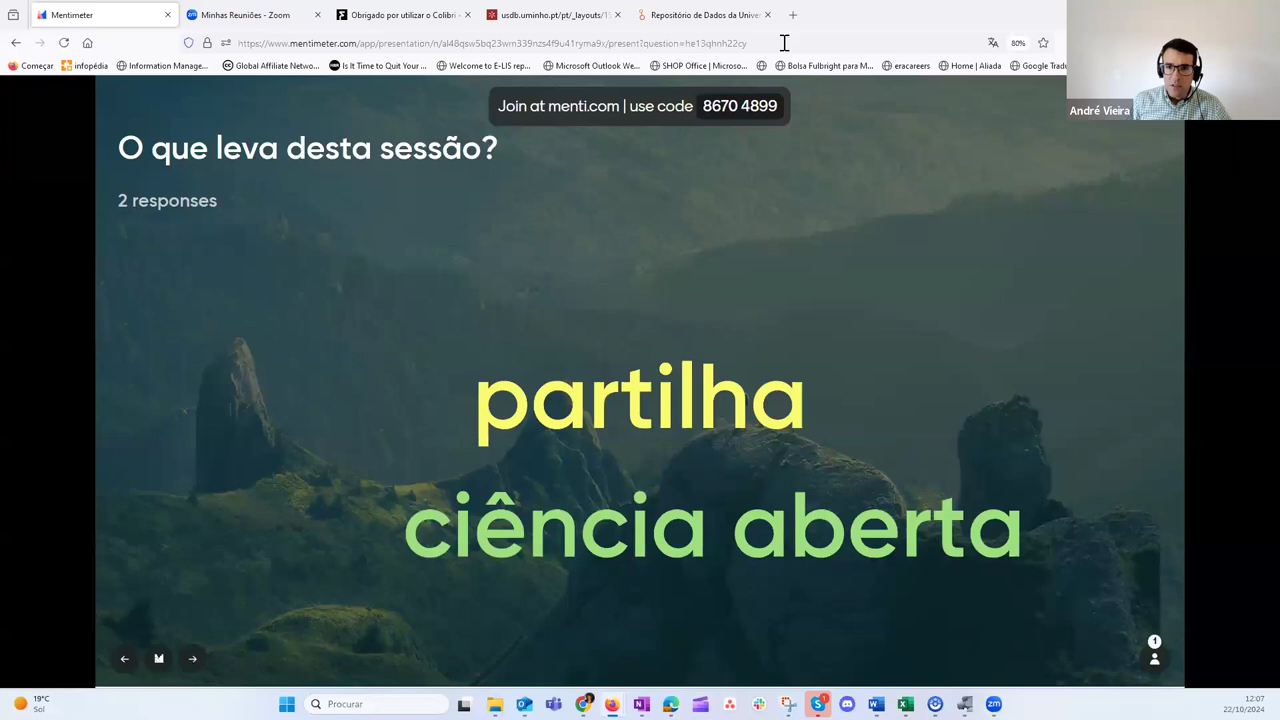 Mentimeter
Minhas Reuniões - Zoom
Obrigado por utilizar o Colibri -
usdb.uminho.pt/pt/_layouts/1
Repositório de Dados da Univer
80%
Começar
infopédia
Information Manage...
Global Affiliate Netwo...
Is It Time to Quit Your ...
Welcome to E-LIS rep...
Microsoft Outlook We...
SHOP Office | Microso...
Bolsa Fulbright para M...
eracareers
Home | Aliada
Google Tradu
André Vieira
Join at menti.com | use code 8670 4899
O que leva desta sessão?
2 responses
partilha
ciência aberta
1
19°C
Sol
Procurar
1
12:07
22/10/2024